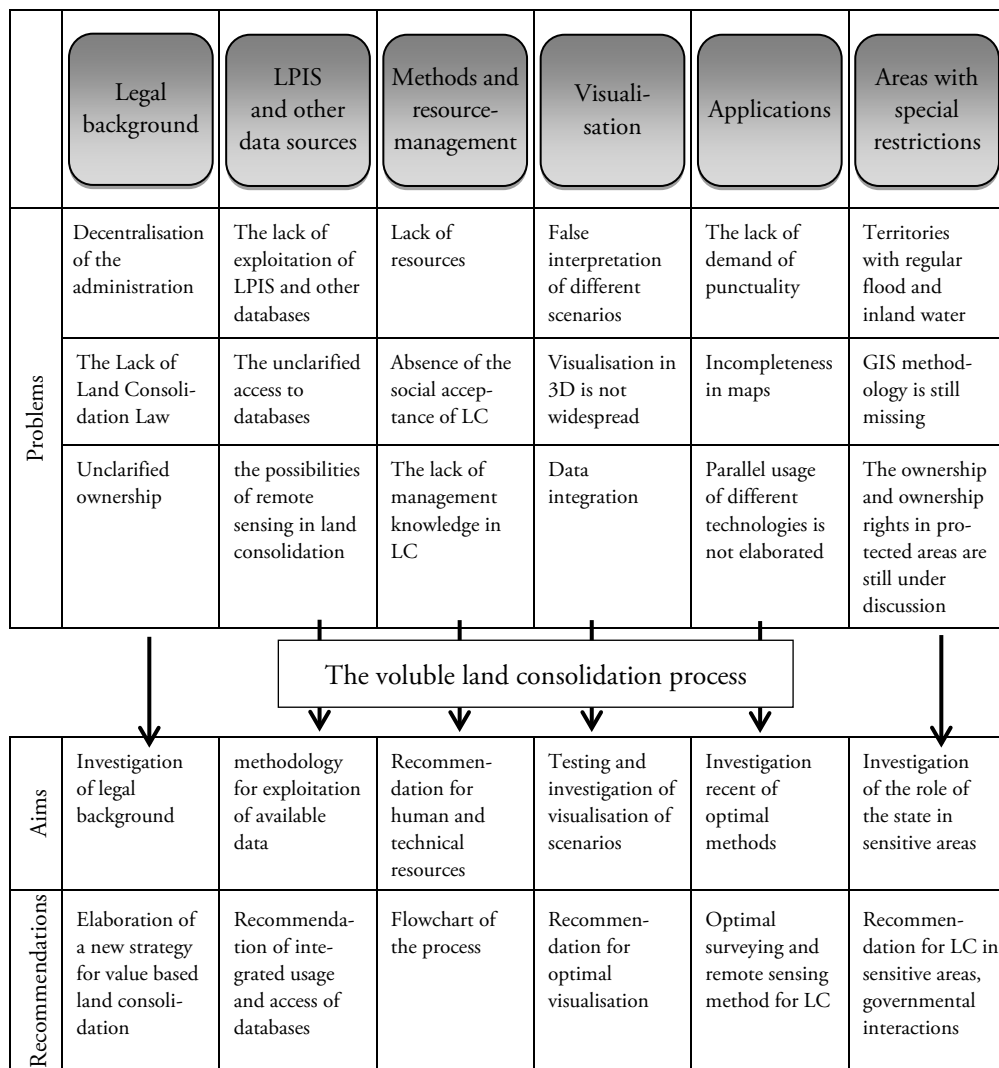 Legal
background
LPIS
and other
data sources
Methods and
resource-
management
Visuali-
sation
Applications
Areas with
special
restrictions
Problems
Decentralisation
of the
administration
The lack of
exploitation of
LPIS and other
databases
Lack of
resources
False
interpretation
of different
scenarios
The lack of
demand of
punctuality
Territories
with regular
flood and
inland water
The Lack of
Land Consoli-
dation Law
The unclarified
access to
databases
Absence of the
social accep-
tance of LC
Visualisation in
3D is not
widespread
Incompleteness
in maps
GIS method-
ology is still
missing
Unclarified
ownership
the possibilities
of remote
sensing in land
consolidation
The lack of
management
knowledge in
LC
Data
integration
Parallel usage
of different
technologies is
not elaborated
The ownership
and ownership
rights in pro-
tected areas are
still under
discussion
The voluble land consolidation process
Aims
Investigation
of legal
background
methodology
for exploitation
of available
data
Recommen-
dation for
human and
technical
resources
Testing and
investigation of
visualisation of
scenarios
Investigation
recent of
optimal
methods
Investigation
of the role of
the state in
sensitive areas
Recommendations
Elaboration of
a new strategy
for value based
land consoli-
dation
Recommenda-
tion of inte-
grated usage
and access of
databases
Flowchart of
the process
Recommen-
dation for
optimal
visualisation
Optimal
surveying and
remote sensing
method for LC
Recommen-
dation for LC in
sensitive areas,
governmental
interactions